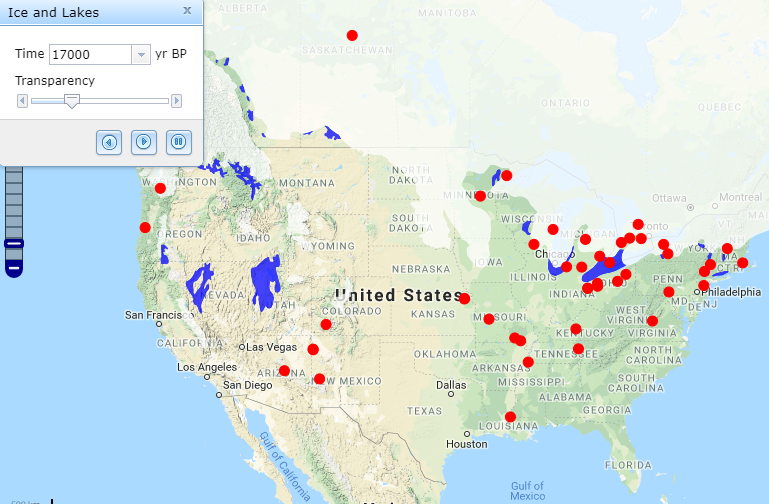 Ice and Lakes x
Time 17000 yr BP
Transparency
MANITOBA
SASKATCHEWAN
ONTARIO
QUEBEC
WASHINGTON
MONTANA
NORTH
DAKOTA
MINNESOTA
Ottawa
Montreal
Toronto
OREGON
IDAHO
WYOMING
SOUTH
DAKOTA
WISCONSIN
Chicago
IOWA
NEBRASKA
ILLINOIS
INDIANA
PENN
NEVADA
UTAH
United States
COLORADO
KANSAS
MISSOURI
WEST
VIRGINIA
Philadelphia
San Francisco
CALIFORNIA
Las Vegas
KENTUCKY
OKLAHOMA
TENNESSEE
NORTH
CAROLINA
Los Angeles
ARIZONA
NEW MEXICO
ARKANSAS
SOUTH
CAROLINA
San Diego
Dallas
MISSISSIPPI
ALABAMA
GEORGIA
TEXAS
LOUISIANA
Houston
FLORIDA
Gulf of
California
Gulf of
Mexico